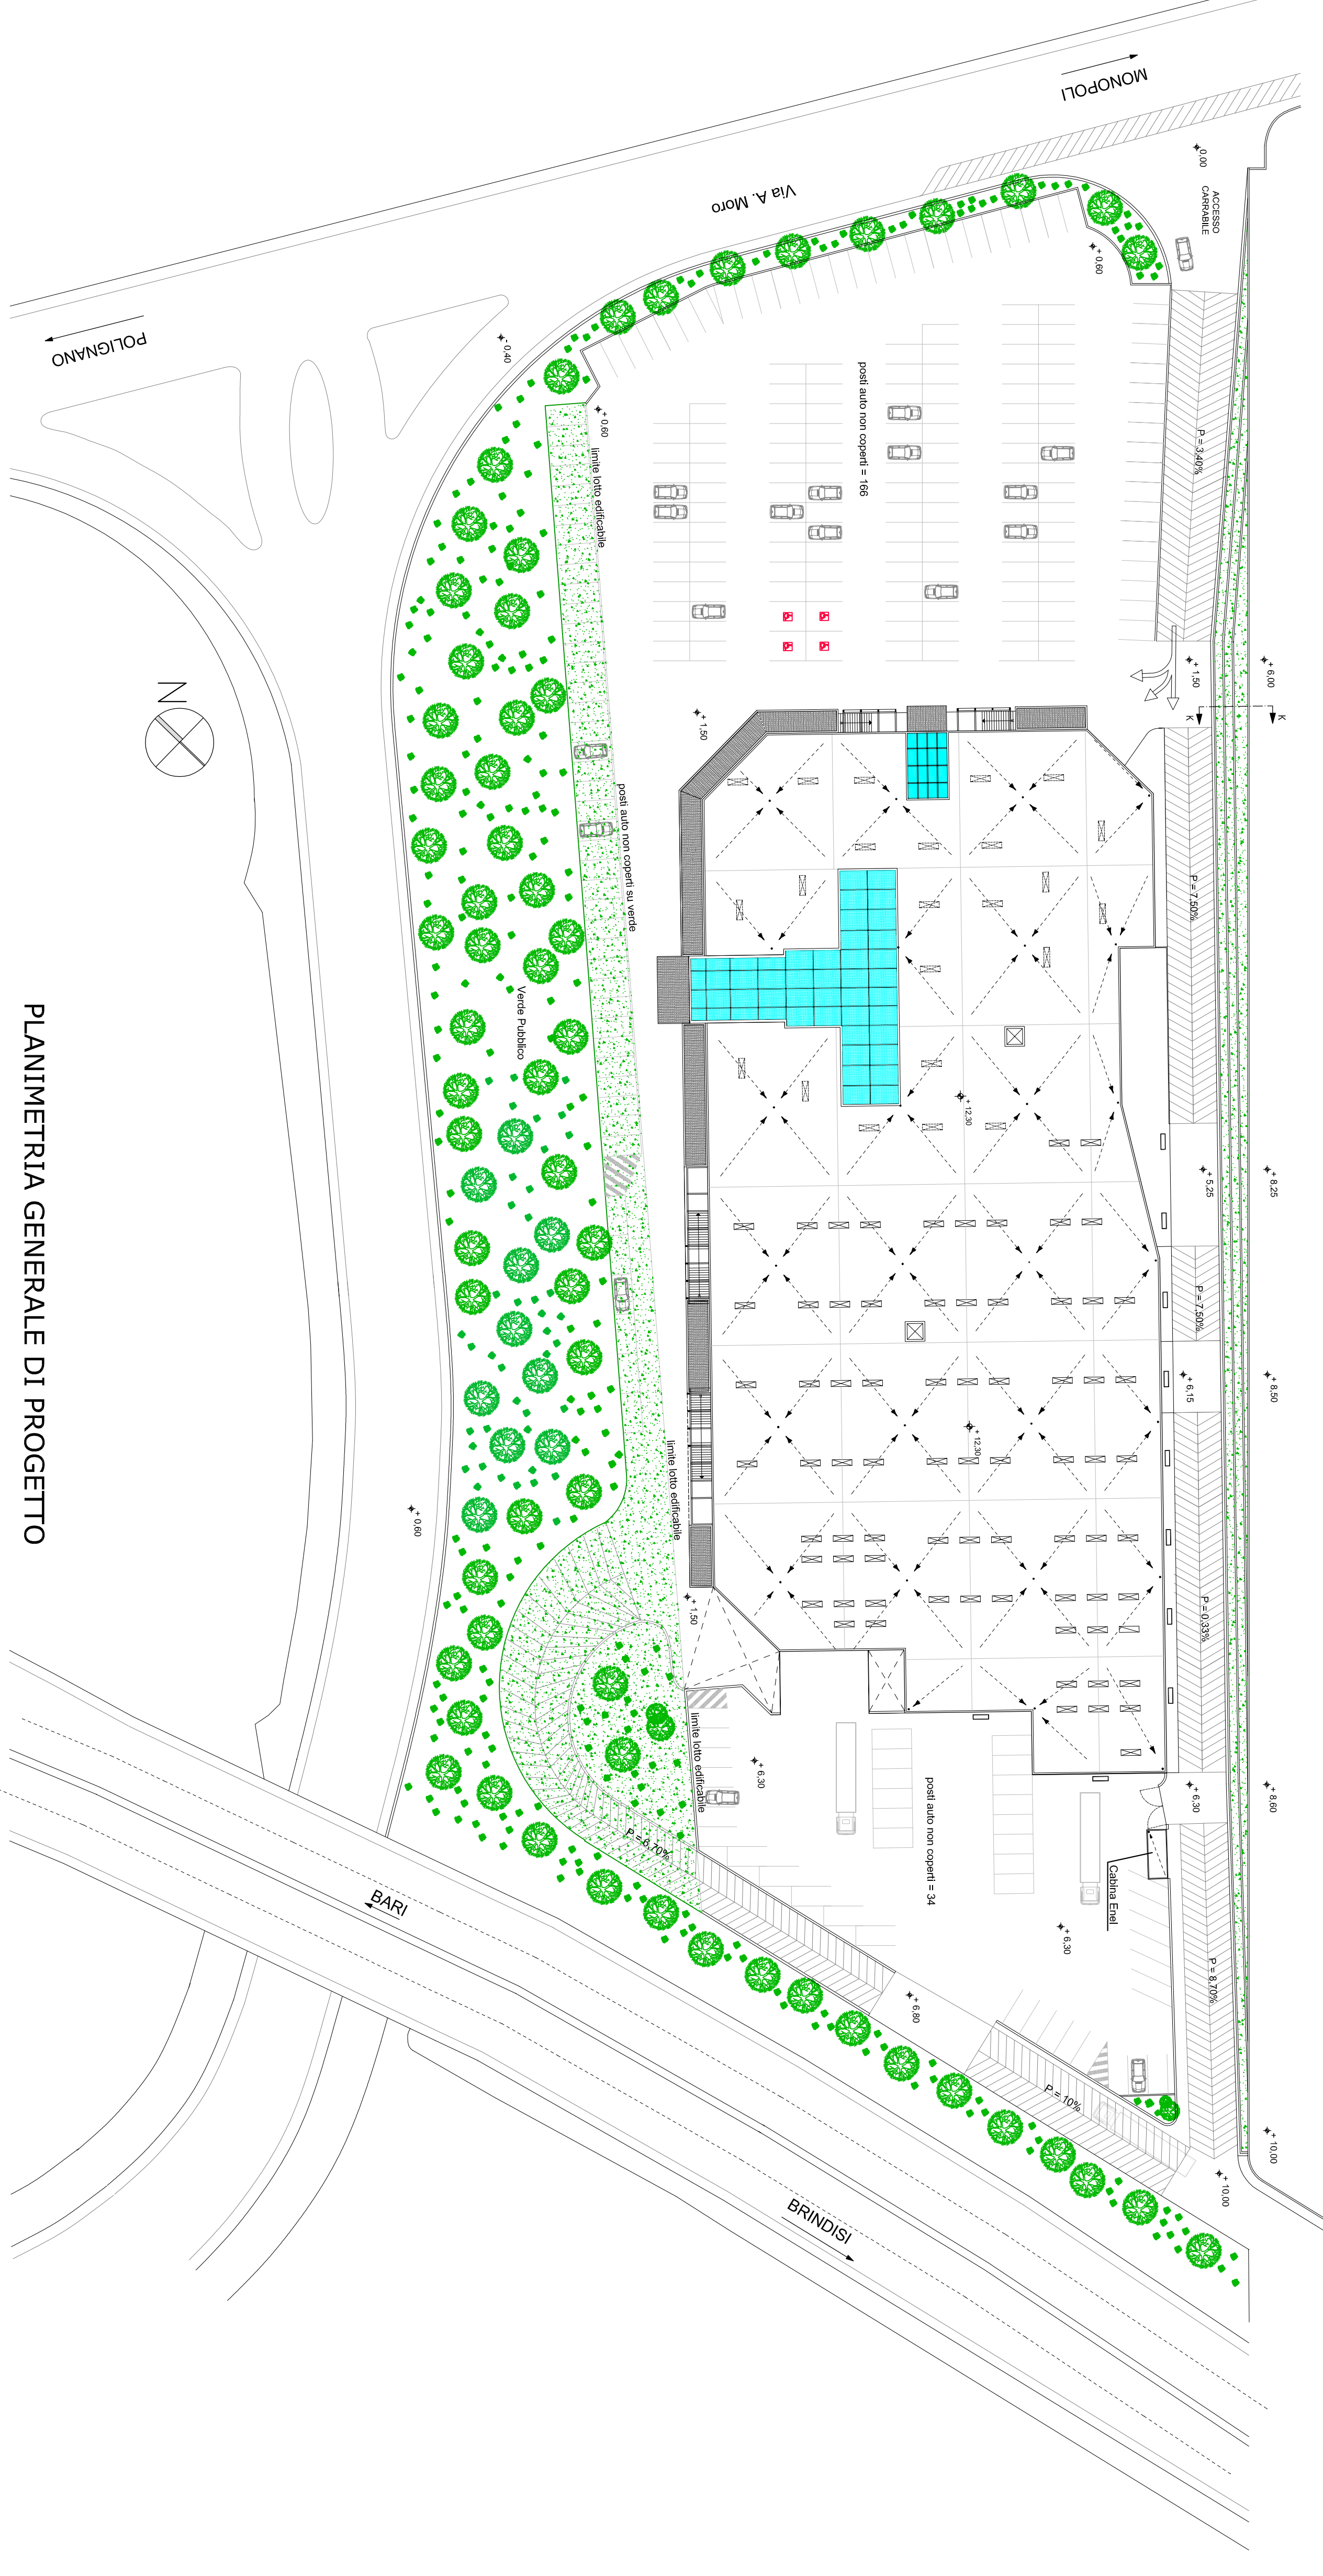 MONOPOLI
0,00
ACCESSO
CARRABILE
Via A. Moro
+ 0,60
POLIGNANO
- 0,40
posti auto non coperti = 166
+ 0,60
limite lotto edificabile
P = 3,40%
+ 1,50
+ 6,00
K
K
N
+ 1,50
posti auto non coperti su verde
P = 7,50%
Verde Pubblico
+ 12,30
+ 5,25
+ 8,25
P = 7,50%
+ 6,15
+ 8,50
limite lotto edificabile
+ 12,30
+ 0,60
+ 1,50
P = 0,33%
limite lotto edificabile
+ 6,30
posti auto non coperti = 34
+ 6,30
+ 8,60
Cabina Enel
P = 6,70%
+ 6,30
P = 8,70%
BARI
+ 6,80
P = 10%
+ 10,00
+ 10,00
BRINDISI
PLANIMETRIA GENERALE DI PROGETTO